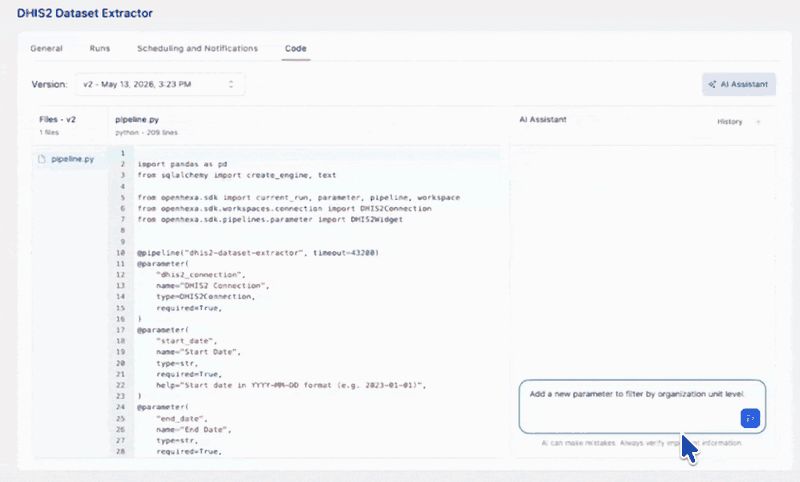 DHIS2 Dataset Extractor
General Runs Scheduling and Notifications Code
Version: v2 - May 13, 2026, 3:23 PM AI Assistant
Files - v2
1 files
pipeline.py
pipeline.py
python - 209 lines
1
2 import pandas as pd
3 from sqlalchemy import create_engine, text
4
5 from openhexa.sdk import current_run, parameter, pipeline, workspace
6 from openhexa.sdk.workspaces.connection import DHIS2Connection
7 from openhexa.sdk.pipelines.parameter import DHIS2Widget
8
9
10 @pipeline("dhis2-dataset-extractor", timeout=43200)
11 @parameter(
12 "dhis2_connection",
13 name="DHIS2 Connection",
14 type=DHIS2Connection,
15 required=True,
16 )
17 @parameter(
18 "start_date",
19 name="Start Date",
20 type=str,
21 required=True,
22 help="Start date in YYYY-MM-DD format (e.g. 2023-01-01)",
23 )
24 @parameter(
25 "end_date",
26 name="End Date",
27 type=str,
28 required=True,
AI Assistant
History +
Add a new parameter to filter by organization unit level.
AI can make mistakes. Always verify information.